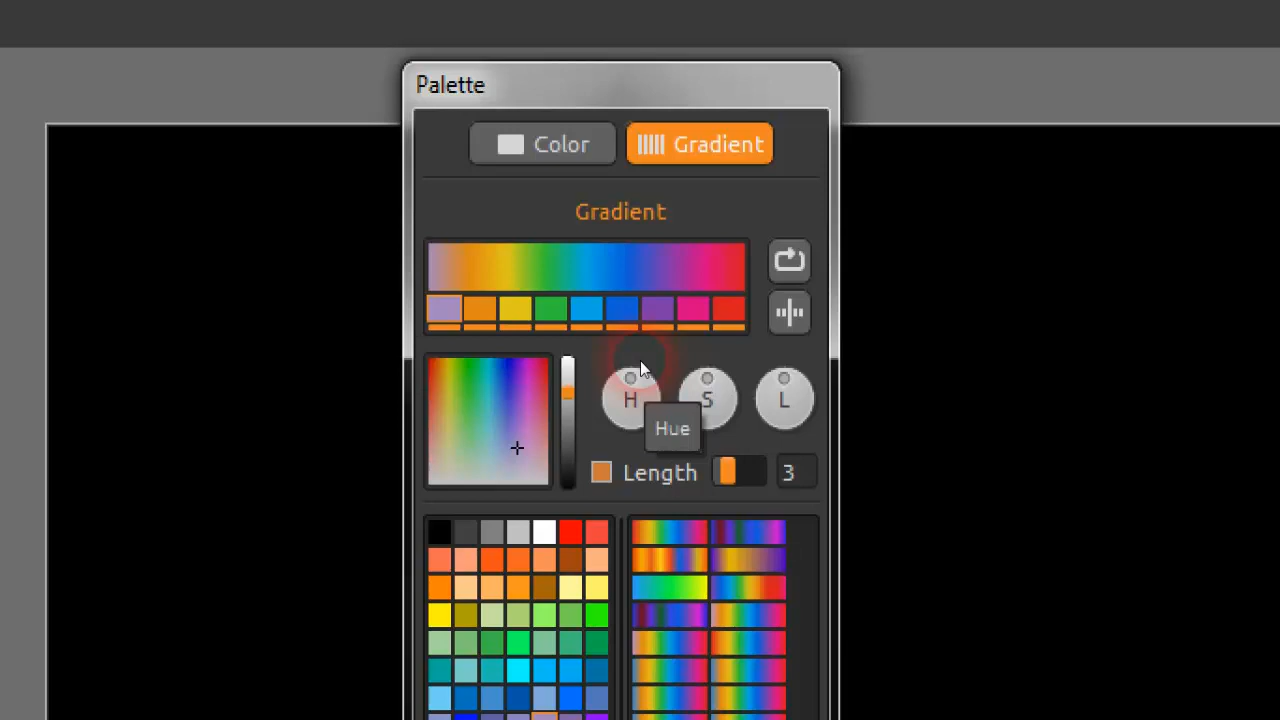 Palette
Color Gradient
Gradient
H S L
Hue
Length 3